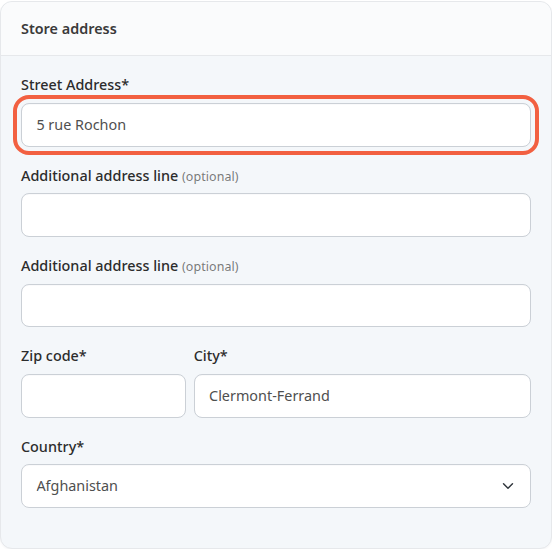 Store address
Street Address*
5 rue Rochon
Additional address line (optional)
Additional address line (optional)
Zip code* City*
Clermont-Ferrand
Country*
Afghanistan